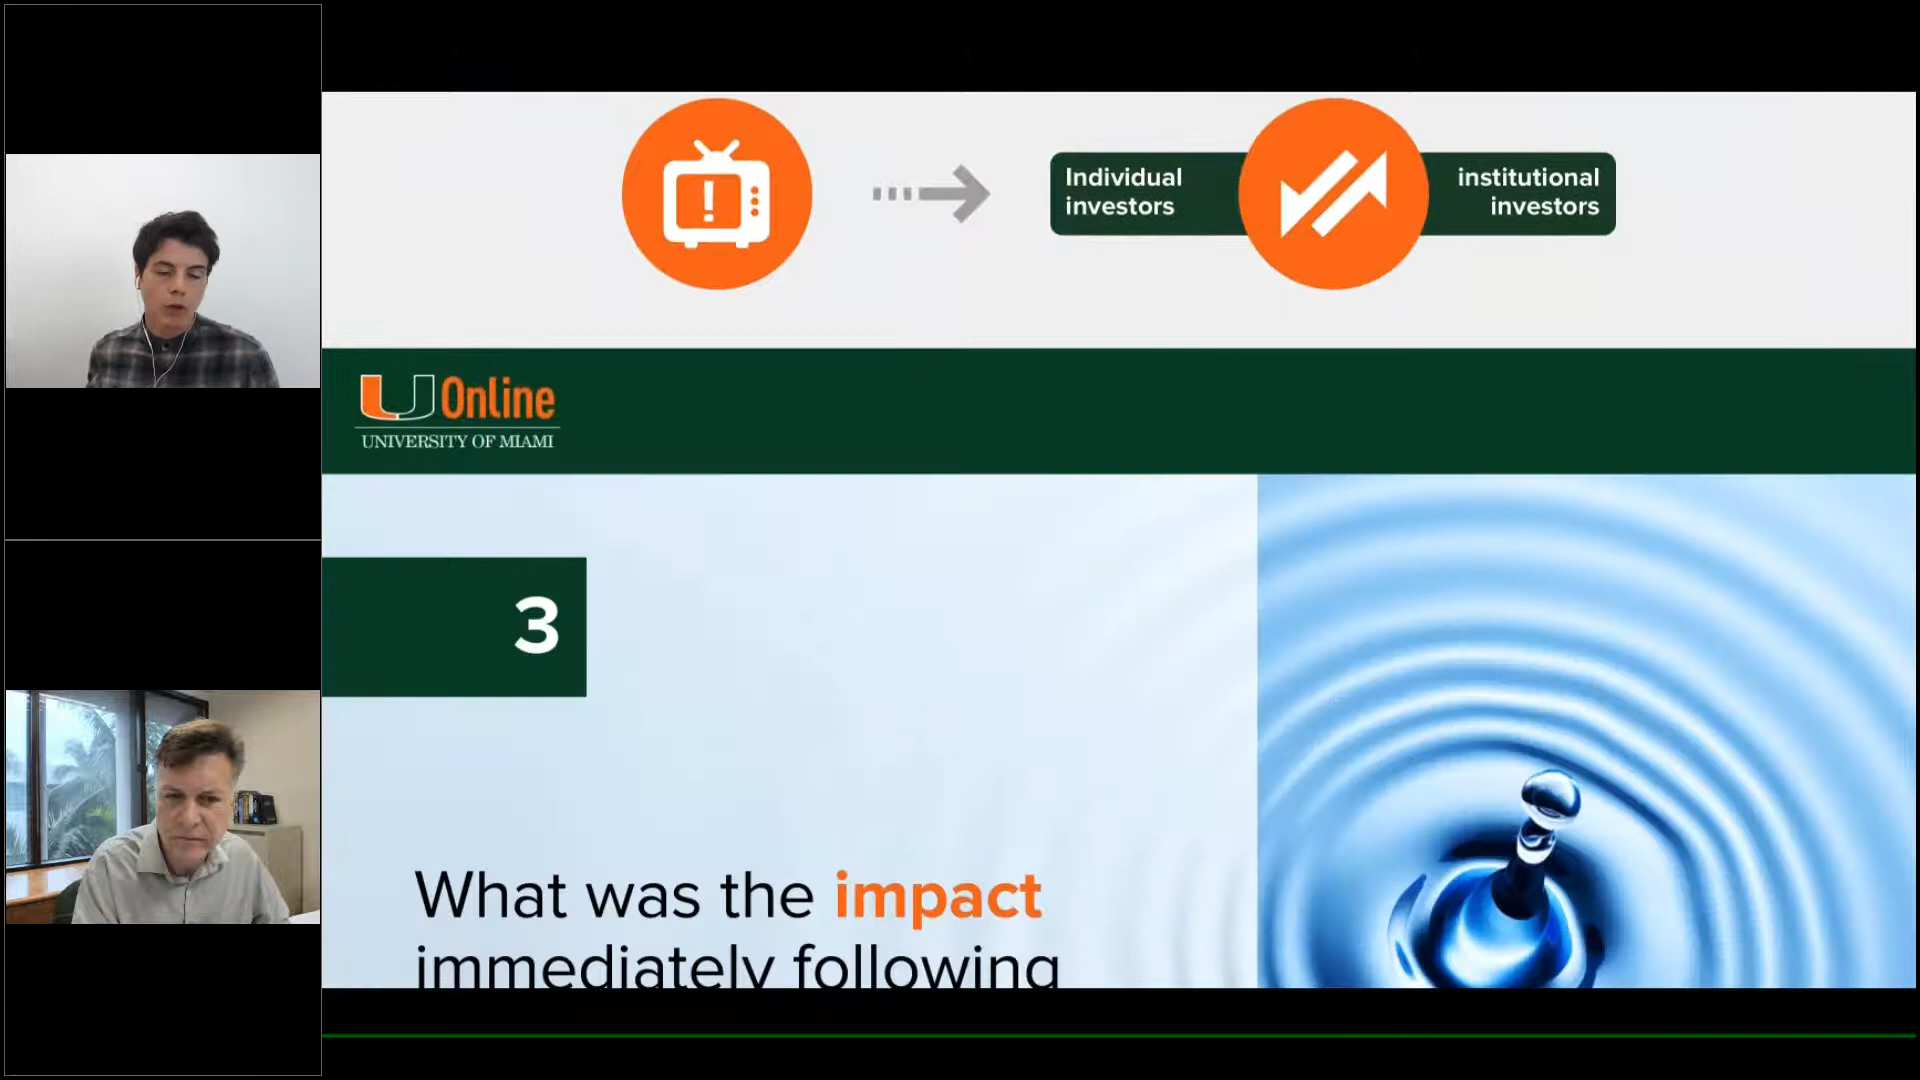 Individual
investors
institutional
investors
!
U Online
UNIVERSITY OF MIAMI
3
What was the impact
immediately following